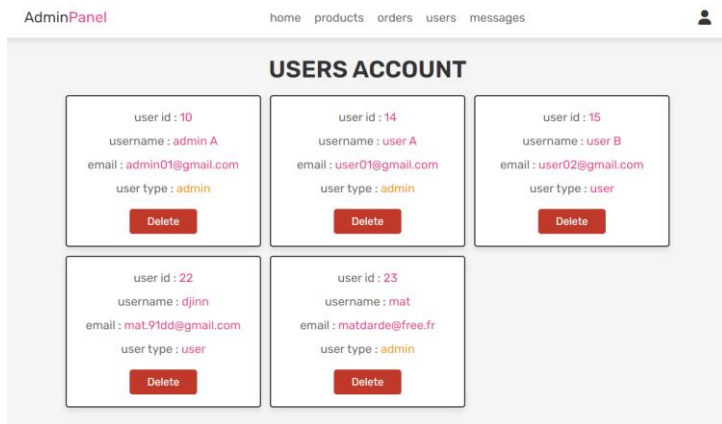 AdminPanel home products orders users messages
USERS ACCOUNT
user id : 10
username : admin A
email : admin01@gmail.com
user type : admin
Delete
user id : 14
username : user A
email : user01@gmail.com
user type : admin
Delete
user id : 15
username : user B
email : user02@gmail.com
user type : user
Delete
user id : 22
username : djinn
email : mat.91dd@gmail.com
user type : user
Delete
user id : 23
username : mat
email : matdarde@free.fr
user type : admin
Delete